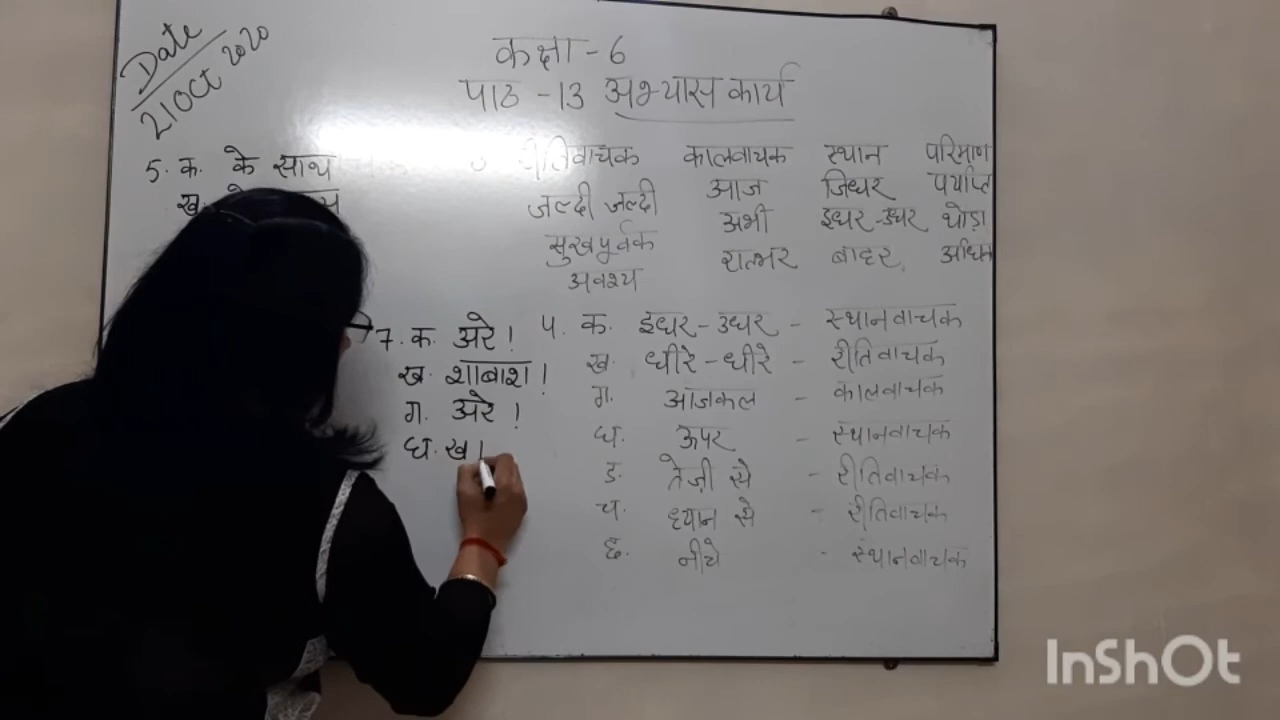 Date
21 Oct 2020
कक्षा - 6
पाठ - 13 अभ्यास कार्य
5. क. के साथ
ख.
रीतिवाचक कालवाचक स्थान परिमाण
जल्दी जल्दी आज जिधर पर्याप्त
सुखपूर्वक अभी इधर-उधर थोड़ा
अवश्य रातभर बाहर, अधिक
7. क. अरे !
ख. शाबाश !
ग. अरे !
घ. ख
4. क. इधर-उधर - स्थानवाचक
ख. धीरे-धीरे - रीतिवाचक
ग. आजकल - कालवाचक
घ. ऊपर - स्थानवाचक
ङ. तेज़ी से - रीतिवाचक
च. ध्यान से - रीतिवाचक
छ. नीचे - स्थानवाचक
InShOt